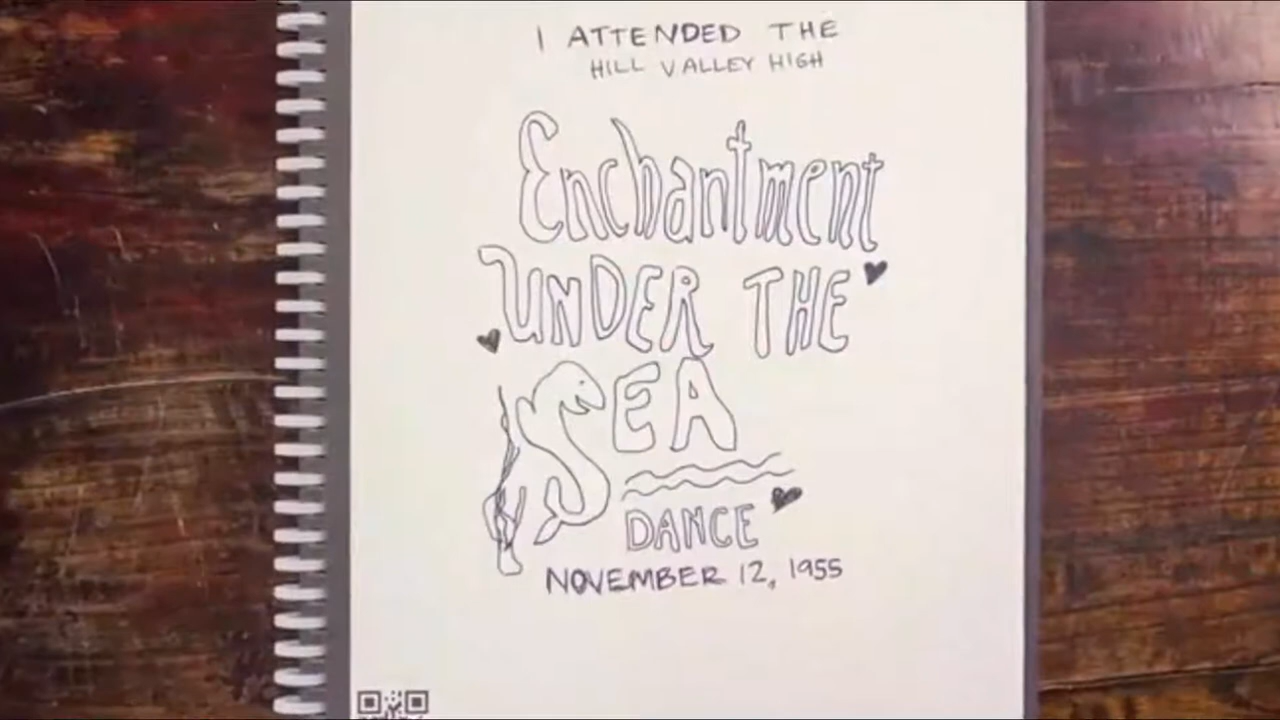 I ATTENDED THE
HILL VALLEY HIGH
Enchantment
UNDER THE
SEA
DANCE
NOVEMBER 12, 1955